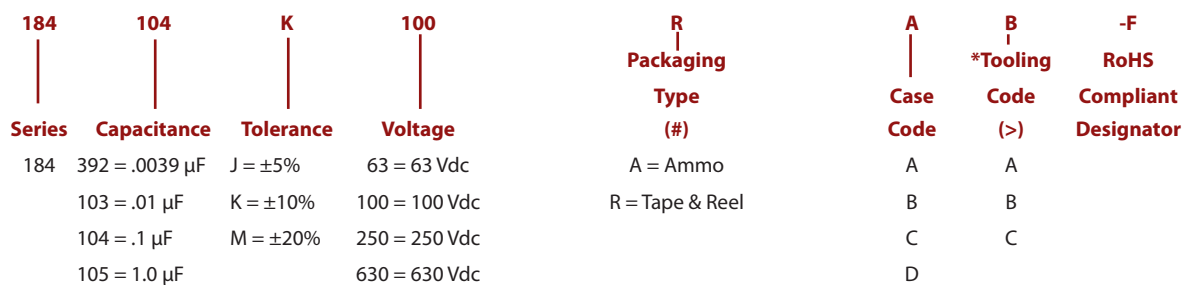 184 104 K 100 R A B -F
Packaging *Tooling RoHS
Type Case Code Compliant
Series Capacitance Tolerance Voltage (#) Code (>) Designator
184 392 = .0039 µF J = ±5% 63 = 63 Vdc A = Ammo A A
103 = .01 µF K = ±10% 100 = 100 Vdc R = Tape & Reel B B
104 = .1 µF M = ±20% 250 = 250 Vdc C C
105 = 1.0 µF 630 = 630 Vdc D